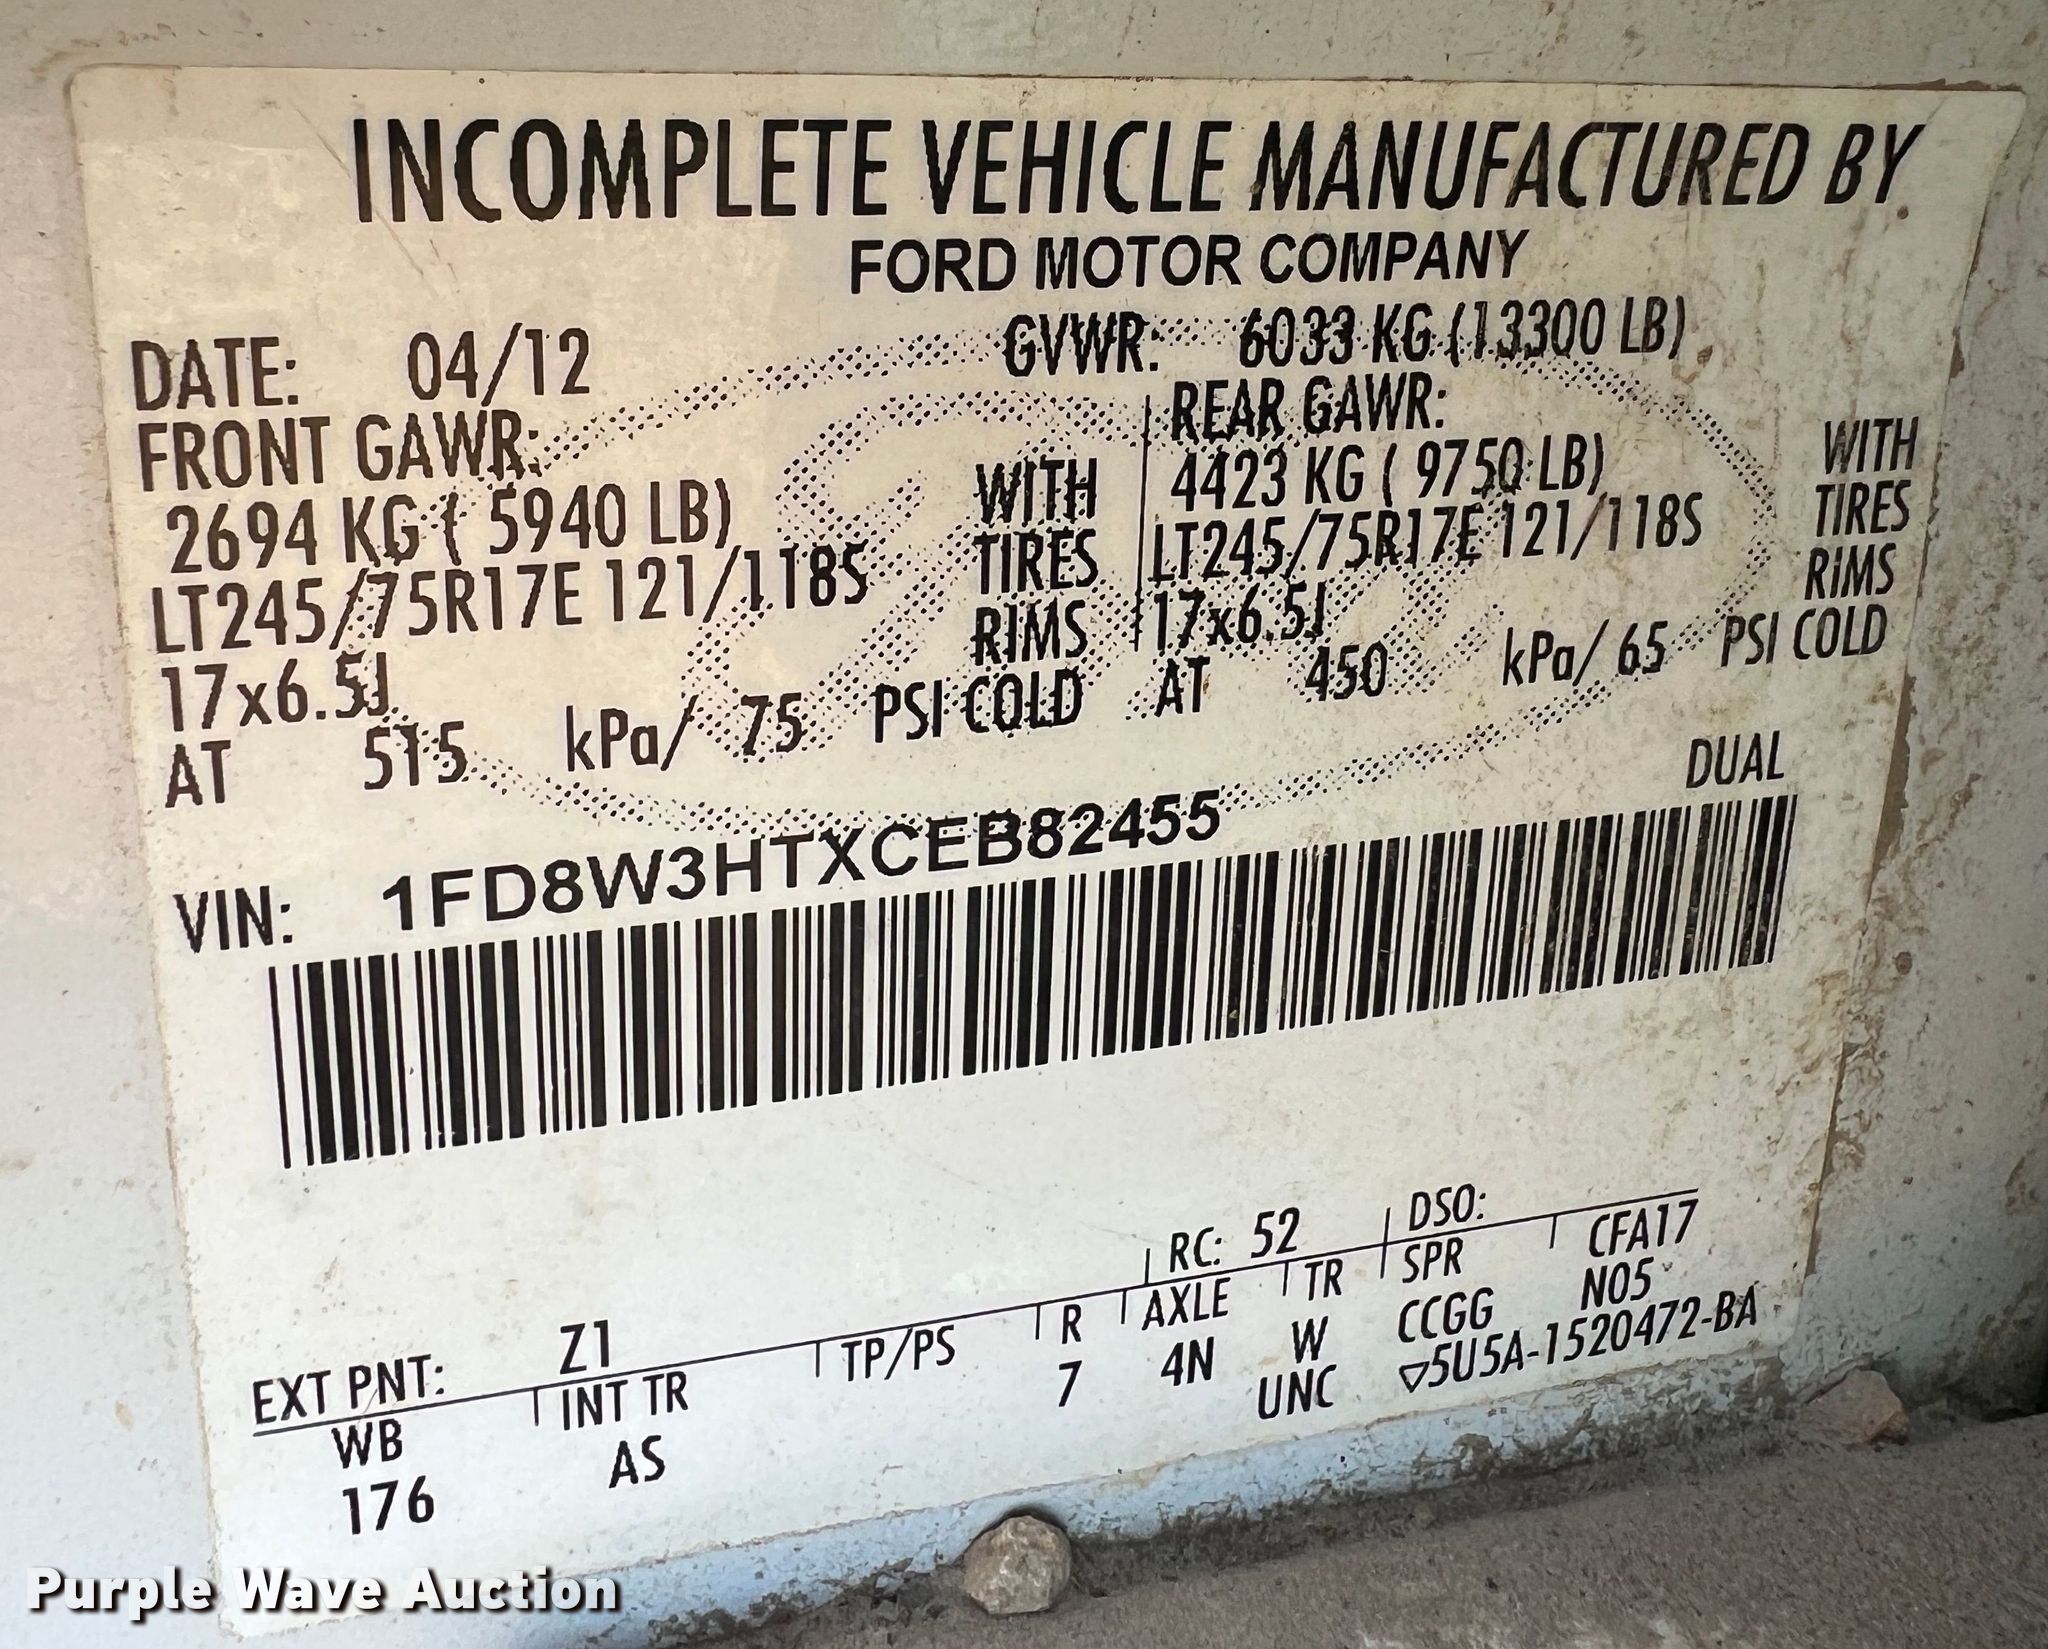 INCOMPLETE VEHICLE MANUFACTURED BY
FORD MOTOR COMPANY
DATE: 04/12 GVWR: 6033 KG (13300 LB)
FRONT GAWR: REAR GAWR:
2694 KG ( 5940 LB) WITH 4423 KG ( 9750 LB) WITH
LT245/75R17E 121/118S TIRES LT245/75R17E 121/118S TIRES
17x6.5J RIMS 17x6.5J RIMS
AT 515 kPa/ 75 PSI COLD AT 450 kPa/ 65 PSI COLD
DUAL
VIN: 1FD8W3HTXCEB82455
EXT PNT: Z1 RC: 52 DSO:
WB INT TR TP/PS R AXLE TR SPR CFA17
176 AS 7 4N W CCGG N05
UNC ▽5U5A-1520472-BA
Purple Wave Auction